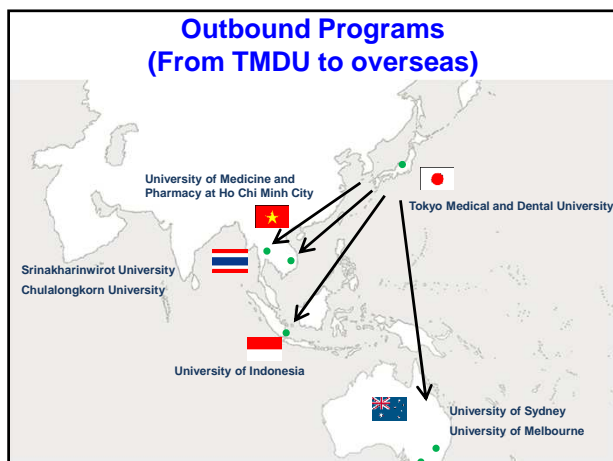 Outbound Programs
(From TMDU to overseas)
University of Medicine and
Pharmacy at Ho Chi Minh City
Tokyo Medical and Dental University
Srinakharinwirot University
Chulalongkorn University
University of Indonesia
University of Sydney
University of Melbourne